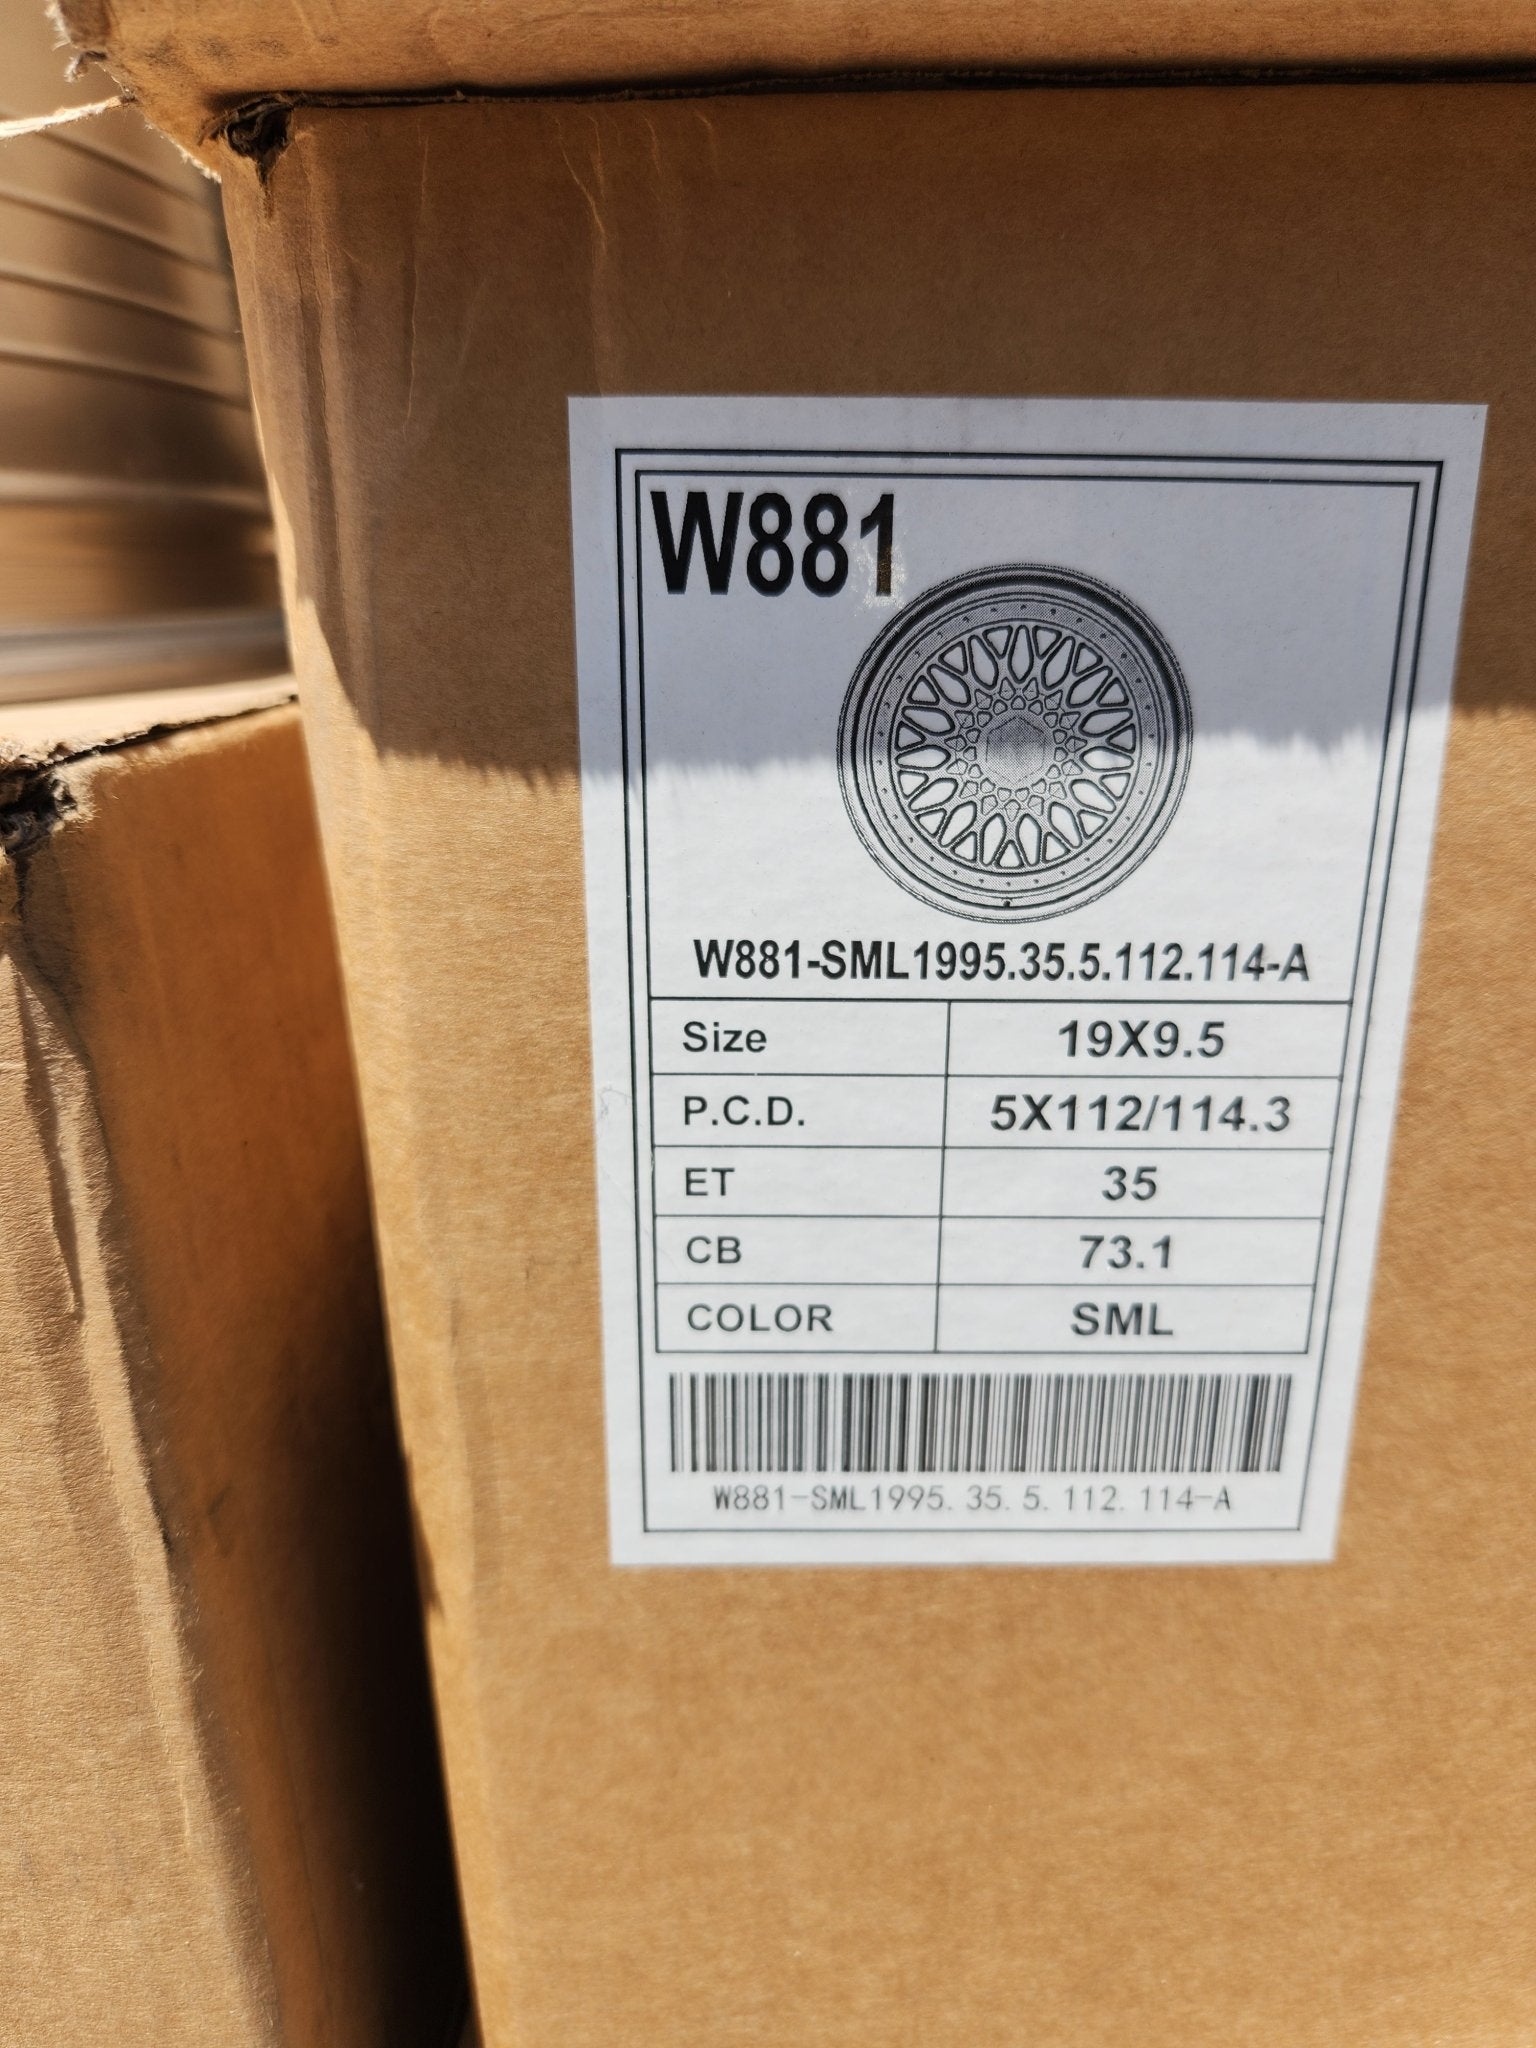 W881
W881-SML1995.35.5.112.114-A
Size 19X9.5
P.C.D. 5X112/114.3
ET 35
CB 73.1
COLOR SML
W881-SML1995.35.5.112.114-A